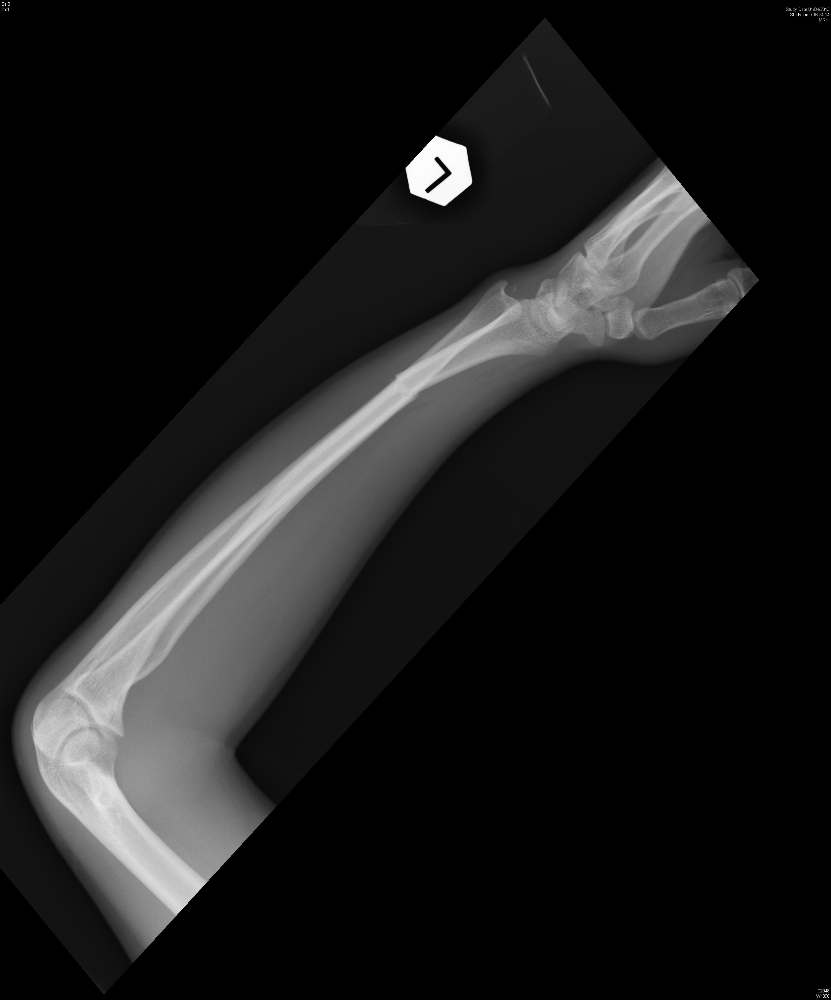 Se:3
Im:1
.
Study Date:01/04/2013
Study Time:16:24:14
MRN:
L
C2048
W4096